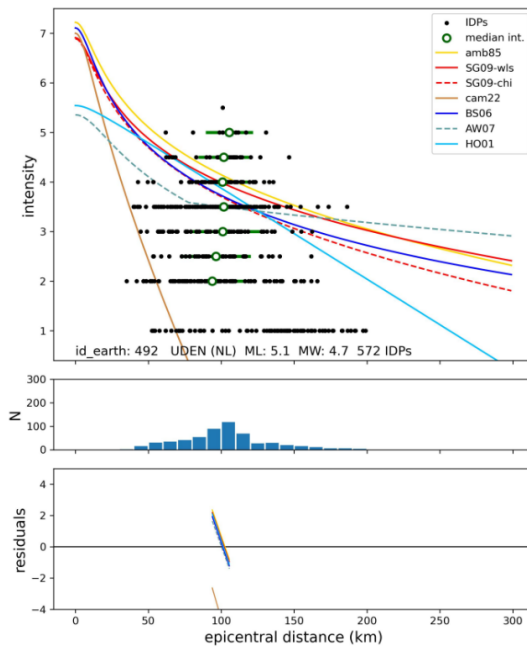 7
6
5
4
3
2
1
intensity
IDPs
median int.
amb85
SG09-wls
SG09-chi
cam22
BS06
AW07
HO01
id_earth: 492 UDEN (NL) ML: 5.1 MW: 4.7 572 IDPs
300
200
100
0
N
4
2
0
-2
-4
residuals
0 50 100 150 200 250 300
epicentral distance (km)